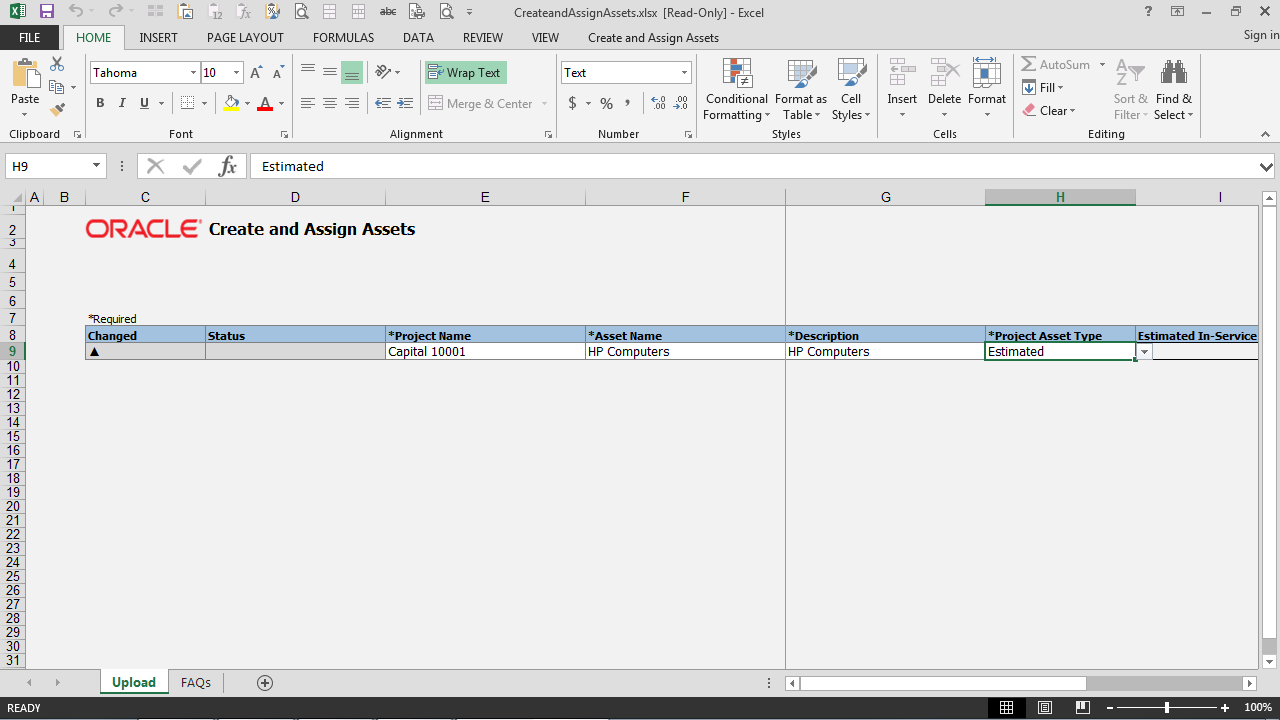 CreateandAssignAssets.xlsx [Read-Only] - Excel
FILE HOME INSERT PAGE LAYOUT FORMULAS DATA REVIEW VIEW Create and Assign Assets Sign in
Tahoma 10 Wrap Text Text AutoSum
Paste Conditional Formatting Format as Table Cell Styles Insert Delete Format Fill Sort & Filter Find & Select
B I U Merge & Center $ % , Clear
Clipboard Font Alignment Number Styles Cells Editing
H9 fx Estimated
A B C D E F G H I
1
2 ORACLE Create and Assign Assets
3
4
5
6
7 *Required
8 Changed Status *Project Name *Asset Name *Description *Project Asset Type Estimated In-Service
9 ▲ Capital 10001 HP Computers HP Computers Estimated
10
11
12
13
14
15
16
17
18
19
20
21
22
23
24
25
26
27
28
29
30
31
Upload FAQs
READY 100%